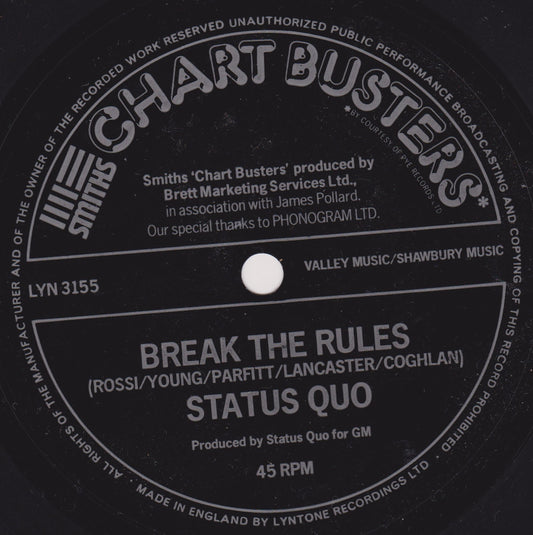 ALL RIGHTS OF THE MANUFACTURER AND OF THE OWNER OF THE RECORDED WORK RESERVED UNAUTHORIZED PUBLIC PERFORMANCE BROADCASTING AND COPYING OF THIS RECORD PROHIBITED ·
SMITHS
CHART BUSTERS*
*BY COURTESY OF PYE RECORDS LTD
Smiths ‘Chart Busters’ produced by
Brett Marketing Services Ltd.,
in association with James Pollard.
Our special thanks to PHONOGRAM LTD.
VALLEY MUSIC/SHAWBURY MUSIC
LYN 3155
BREAK THE RULES
(ROSSI/YOUNG/PARFITT/LANCASTER/COGHLAN)
STATUS QUO
Produced by Status Quo for GM
45 RPM
· MADE IN ENGLAND BY LYNTONE RECORDINGS LTD ·